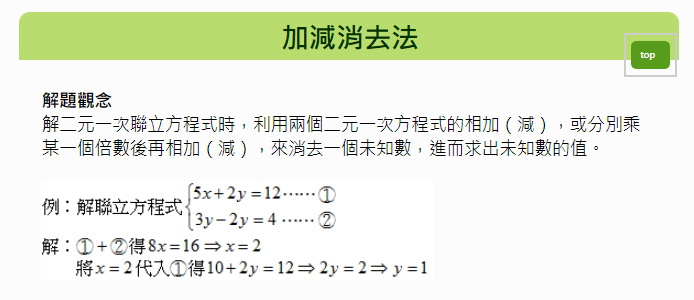 加減消去法
top
解題觀念
解二元一次聯立方程式時，利用兩個二元一次方程式的相加（減），或分別乘
某一個倍數後再相加（減），來消去一個未知數，進而求出未知數的值。
例：解聯立方程式{5x+2y=12⋯⋯①
3y−2y=4⋯⋯②
解：①+②得8x=16⇒x=2
將x=2代入①得10+2y=12⇒2y=2⇒y=1